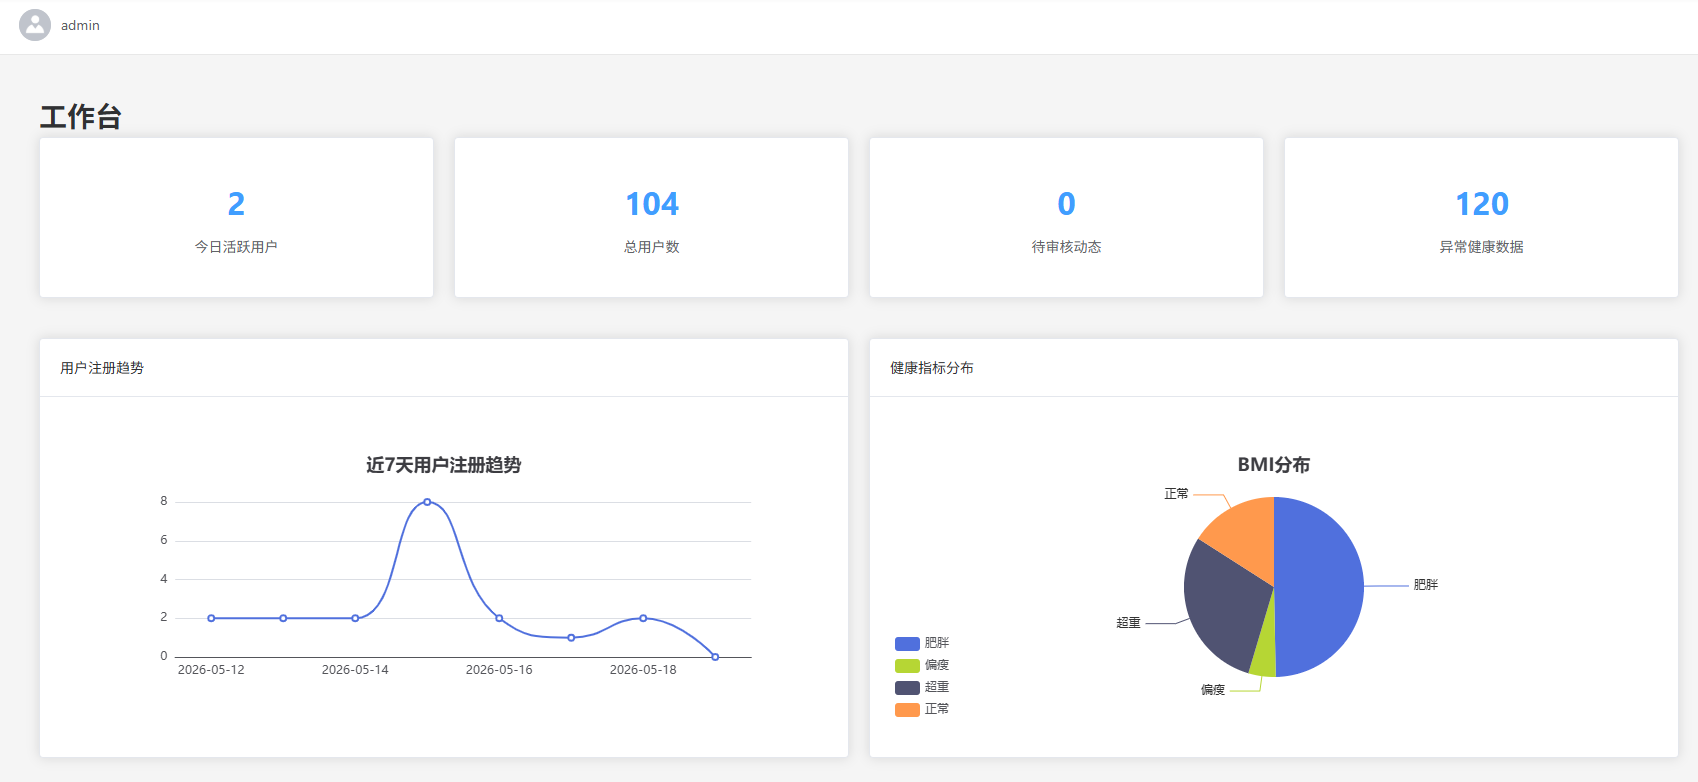 admin
工作台
2
今日活跃用户
104
总用户数
0
待审核动态
120
异常健康数据
用户注册趋势
近7天用户注册趋势
8
6
4
2
0
2026-05-12
2026-05-14
2026-05-16
2026-05-18
健康指标分布
BMI分布
正常
肥胖
超重
偏瘦
肥胖
偏瘦
超重
正常